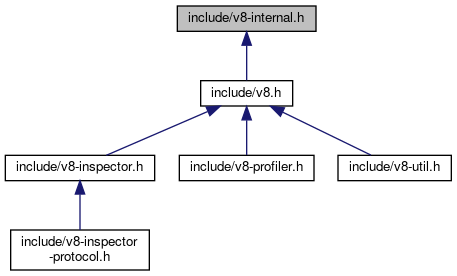 include/v8-internal.h
include/v8.h
include/v8-inspector.h
include/v8-profiler.h
include/v8-util.h
include/v8-inspector
-protocol.h